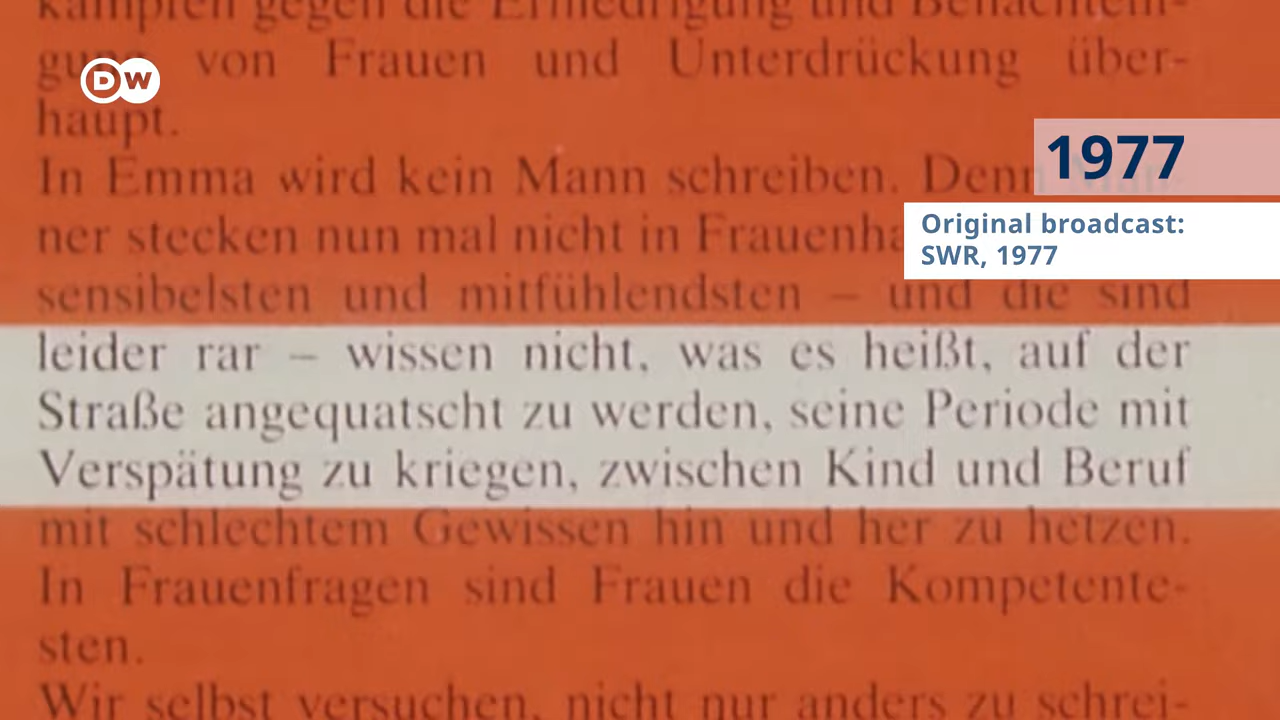 kämpfen gegen die Erniedrigung und Benachtei-
gung von Frauen und Unterdrückung über-
DW
haupt.
1977
In Emma wird kein Mann schreiben. Denn
Original broadcast:
SWR, 1977
ner stecken nun mal nicht in
sensibelsten und mitfühlendsten – und die sind
leider rar – wissen nicht, was es heißt, auf der
Straße angequatscht zu werden, seine Periode mit
Verspätung zu kriegen, zwischen Kind und Beruf
mit schlechtem Gewissen hin und her zu hetzen.
In Frauenfragen sind Frauen die Kompetente-
sten.
Wir selbst versuchen, nicht nur anders zu schrei-